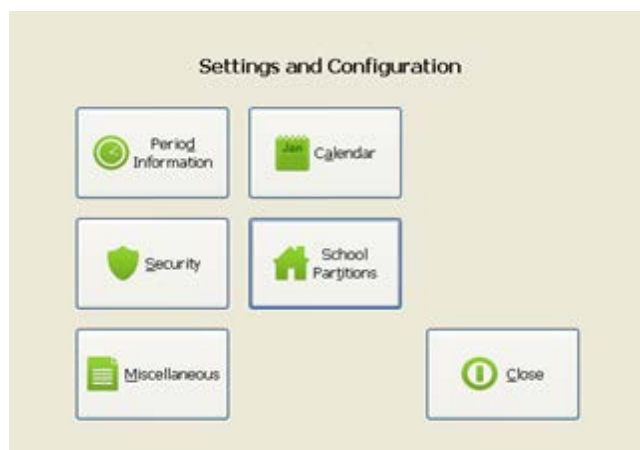 Settings and Configuration
Period
Information
Jan
Calendar
Security
School
Partitions
Miscellaneous
Close